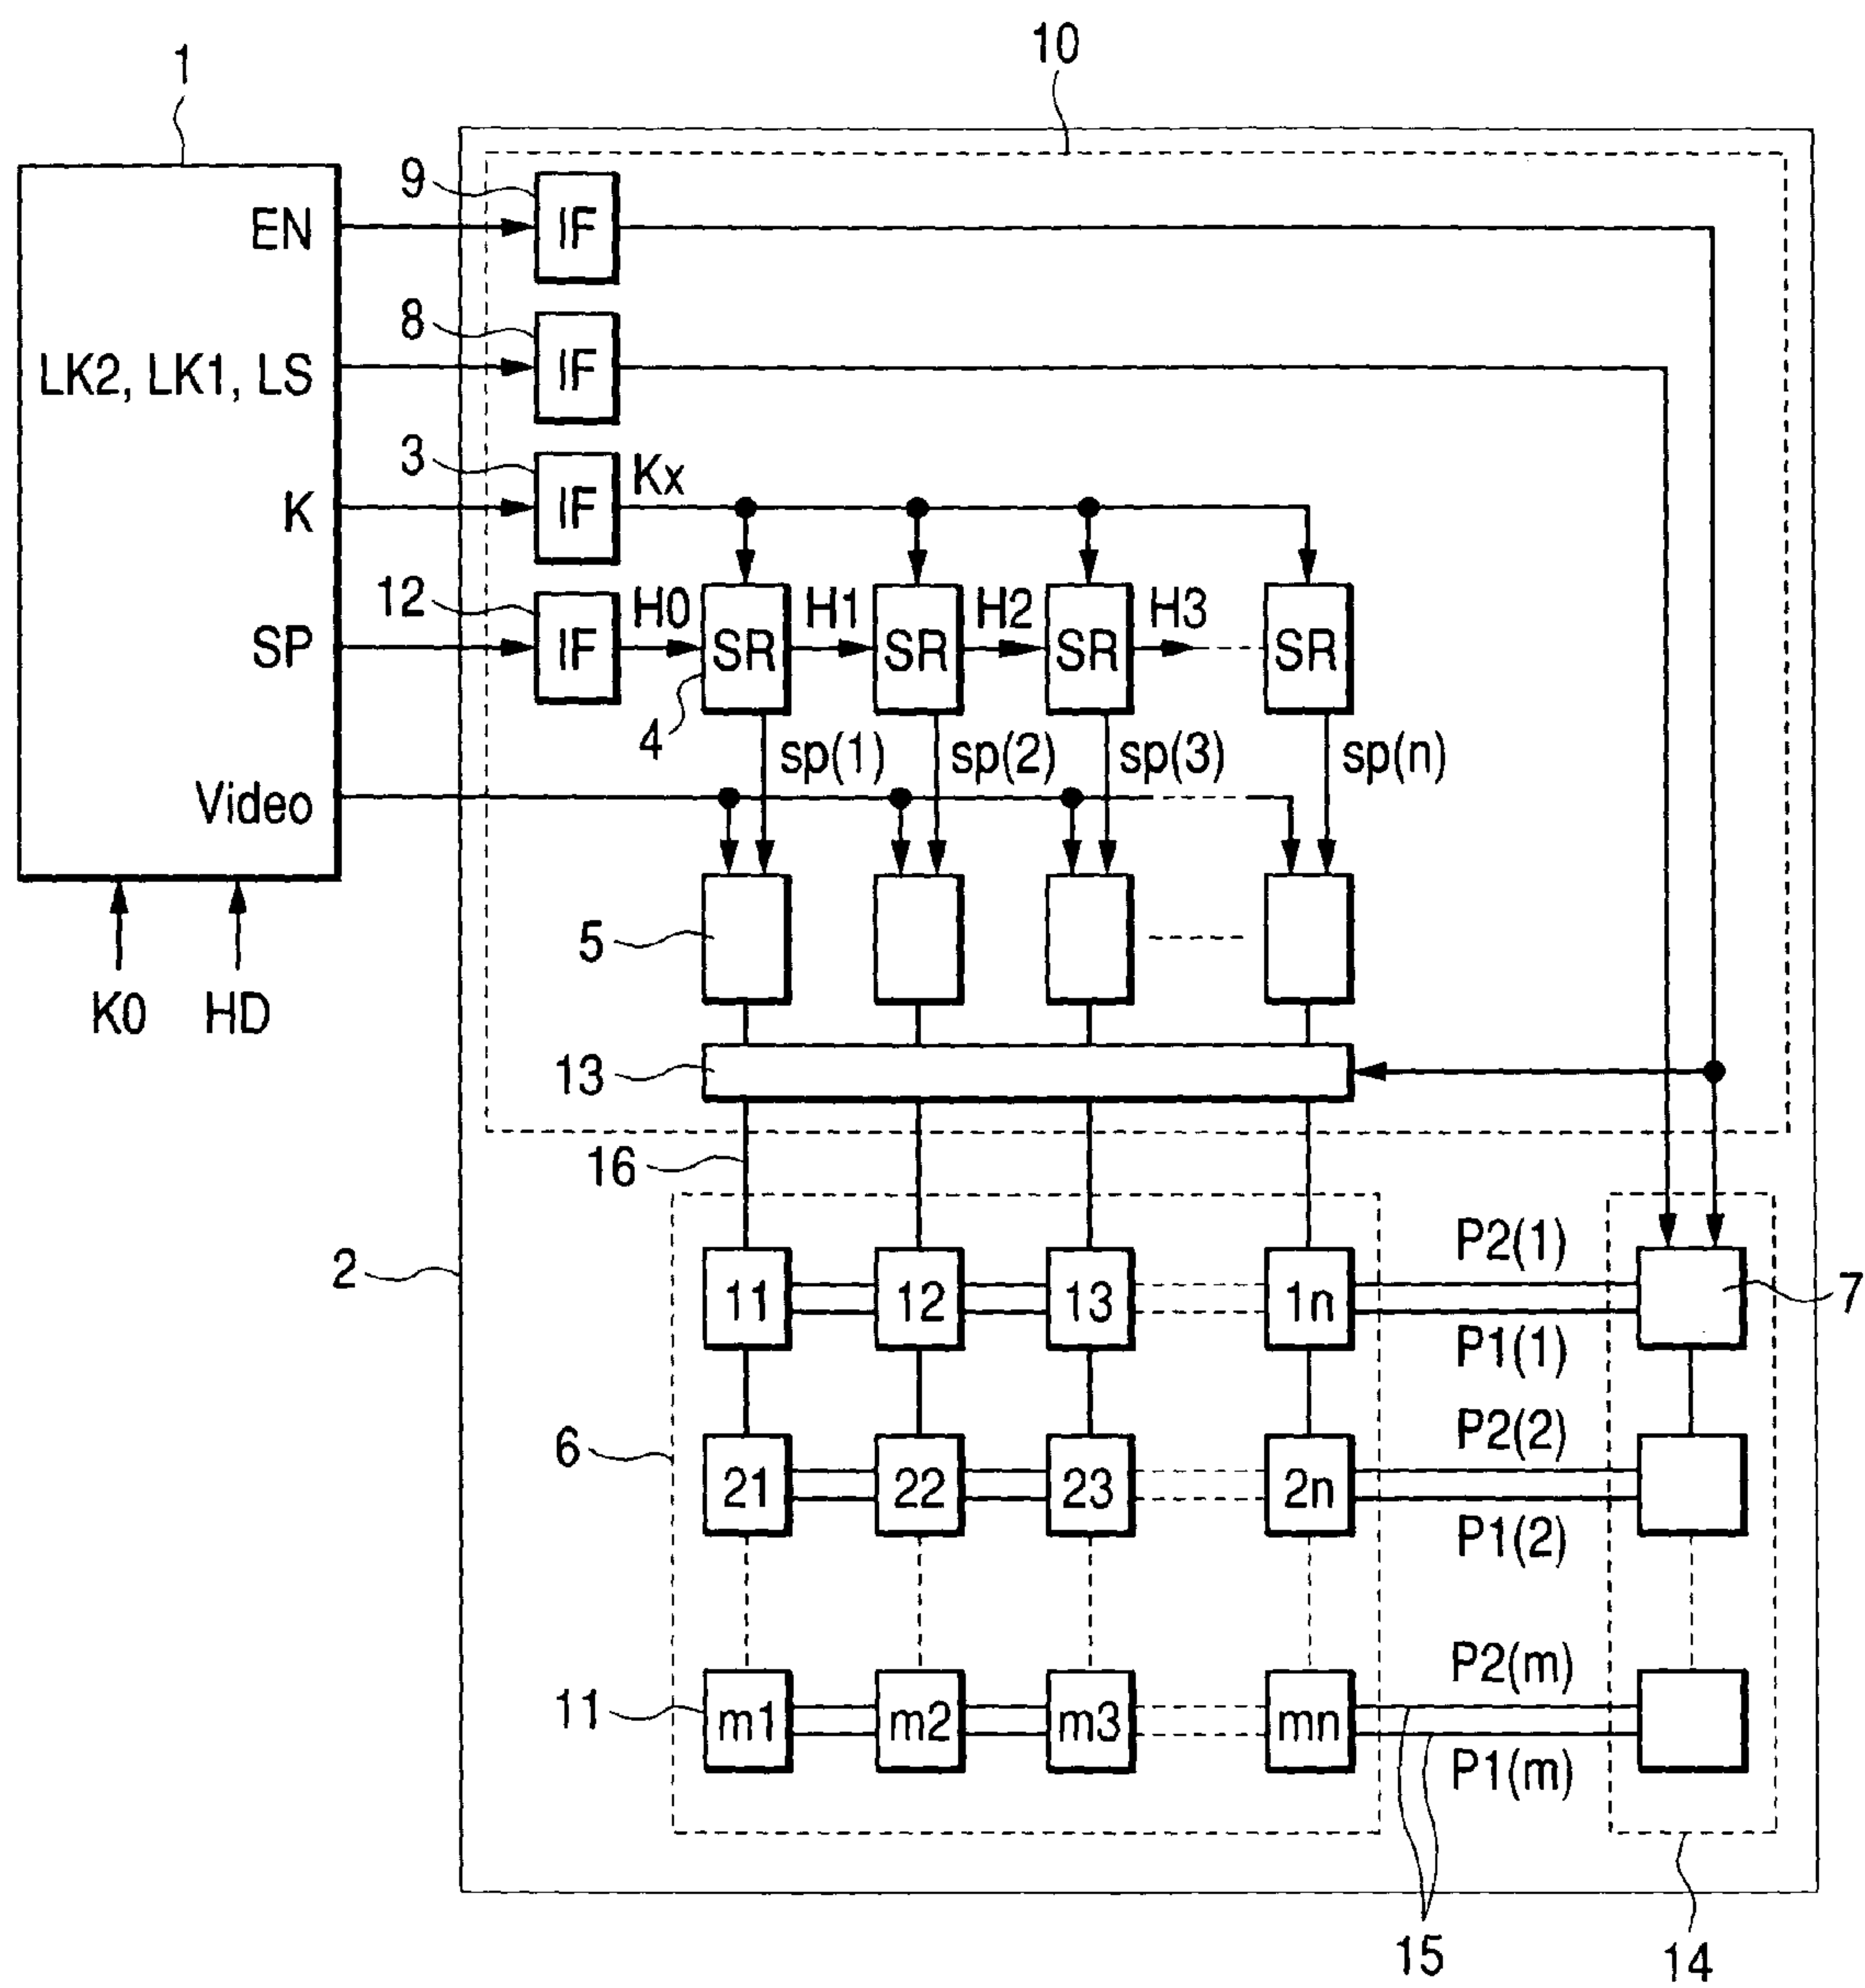 10
1
9
EN
IF
8
LK2, LK1, LS
IF
3
Kx
K
IF
12
H0
H1
H2
H3
SP
IF
SR
SR
SR
SR
4
sp(1)
sp(2)
sp(3)
sp(n)
Video
5
K0
HD
13
16
2
P2(1)
11
12
13
1n
7
P1(1)
6
P2(2)
21
22
23
2n
P1(2)
P2(m)
11
m1
m2
m3
mn
P1(m)
15
14